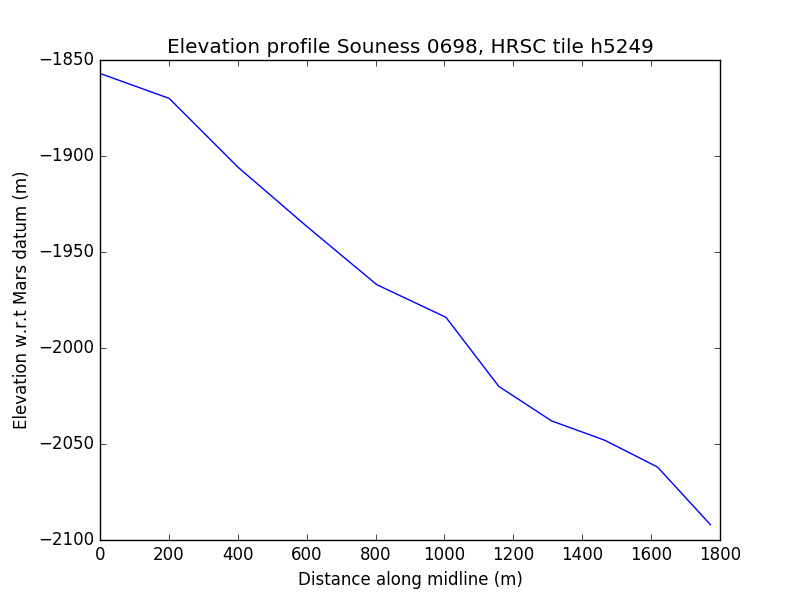 Elevation profile Souness 0698, HRSC tile h5249
−1850
−1900
−1950
−2000
−2050
−2100
Elevation w.r.t Mars datum (m)
0 200 400 600 800 1000 1200 1400 1600 1800
Distance along midline (m)